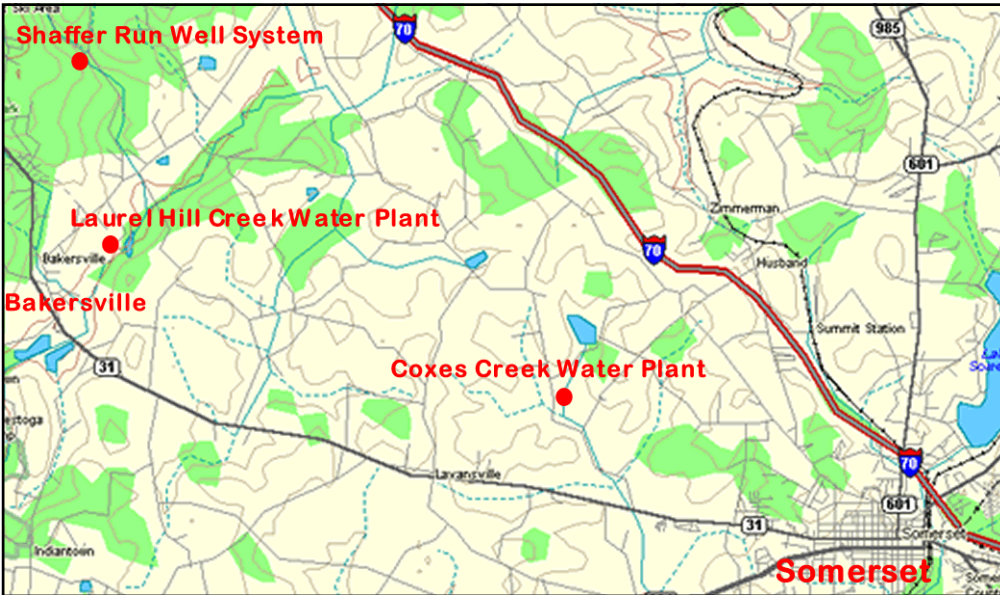 Ski Area
Shaffer Run Well System
70
985
601
Zimmerman
Laurel Hill Creek Water Plant
70
Bakersville
Husband
Bakersville
Summit Station
31
Coxes Creek Water Plant
Lavansville
70
601
31
Somerset
Indiantown
Somerset